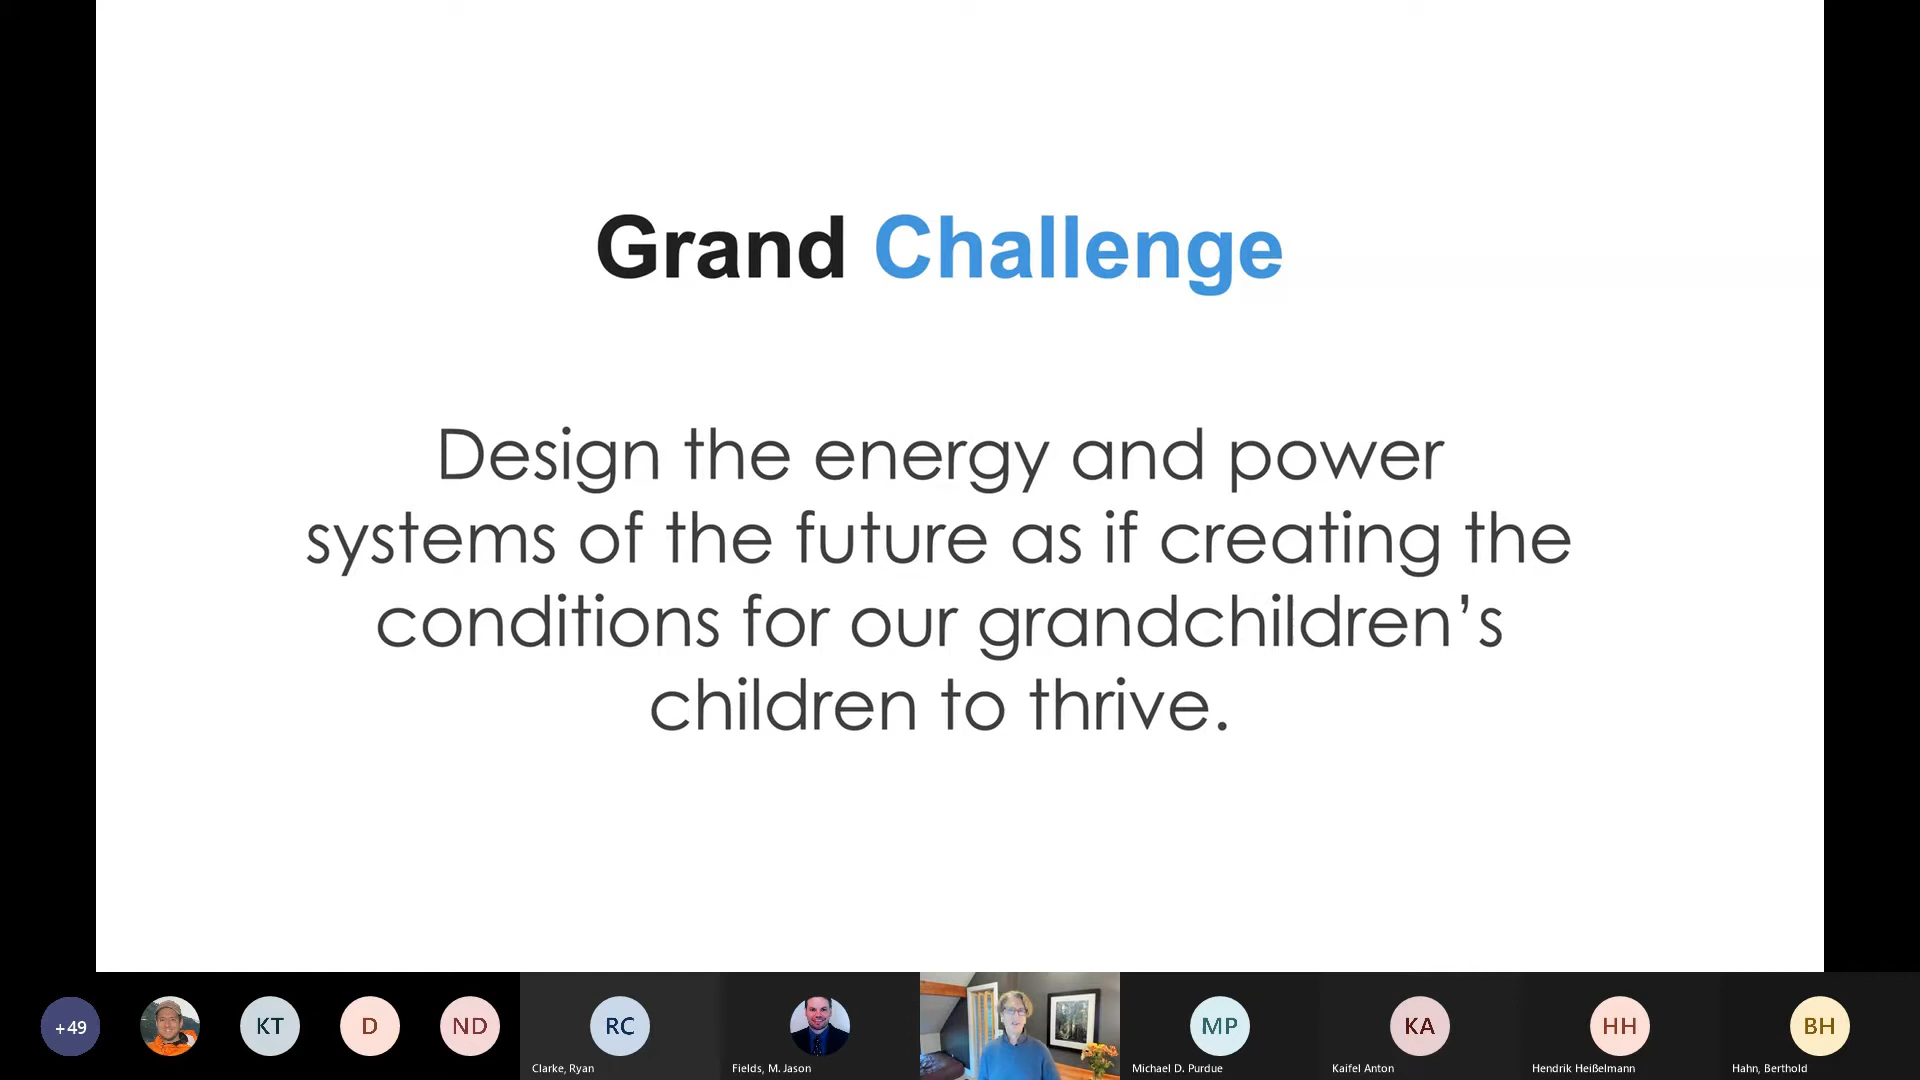 Grand Challenge
Design the energy and power
systems of the future as if creating the
conditions for our grandchildren’s
children to thrive.
+49
KT
D
ND
RC
MP
KA
HH
BH
Clarke, Ryan
Fields, M. Jason
Michael D. Purdue
Kaifel Anton
Hendrik Heißelmann
Hahn, Berthold